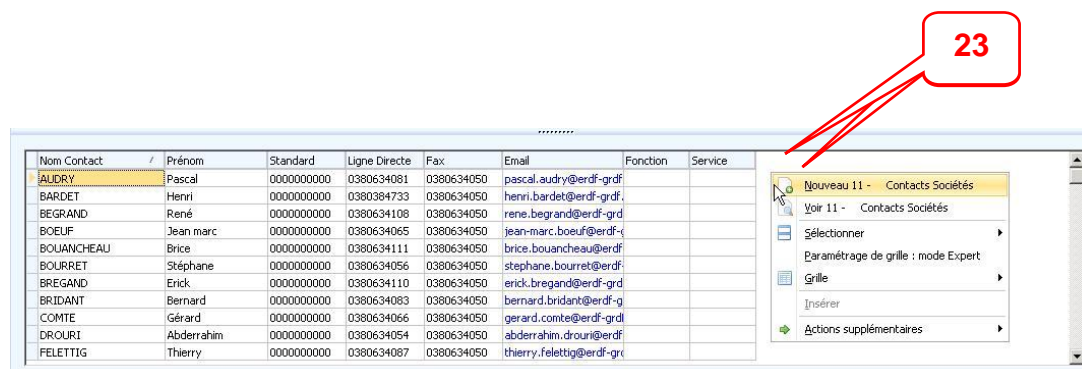 23
Nom Contact / Prénom Standard Ligne Directe Fax Email Fonction Service
AUDRY Pascal 0000000000 0380634081 0380634050 pascal.audry@erdf-grdf
BARDET Henri 0000000000 0380384733 0380634050 henri.bardet@erdf-grdf.
BEGRAND René 0000000000 0380634108 0380634050 rene.begrand@erdf-grd
BOEUF Jean marc 0000000000 0380634065 0380634050 jean-marc.boeuf@erdf-g
BOUANCHEAU Brice 0000000000 0380634111 0380634050 brice.bouancheau@erdf
BOURRET Stéphane 0000000000 0380634056 0380634050 stephane.bourret@erdf-
BREGAND Erick 0000000000 0380634110 0380634050 erick.bregand@erdf-grd
BRIDANT Bernard 0000000000 0380634083 0380634050 bernard.bridant@erdf-g
COMTE Gérard 0000000000 0380634066 0380634050 gerard.comte@erdf-grdf
DROURI Abderrahim 0000000000 0380634054 0380634050 abderrahim.drouri@erdf
FELETTIG Thierry 0000000000 0380634087 0380634050 thierry.felettig@erdf-grd
Nouveau 11 - Contacts Sociétés
Voir 11 - Contacts Sociétés
Sélectionner
Paramétrage de grille : mode Expert
Grille
Insérer
Actions supplémentaires